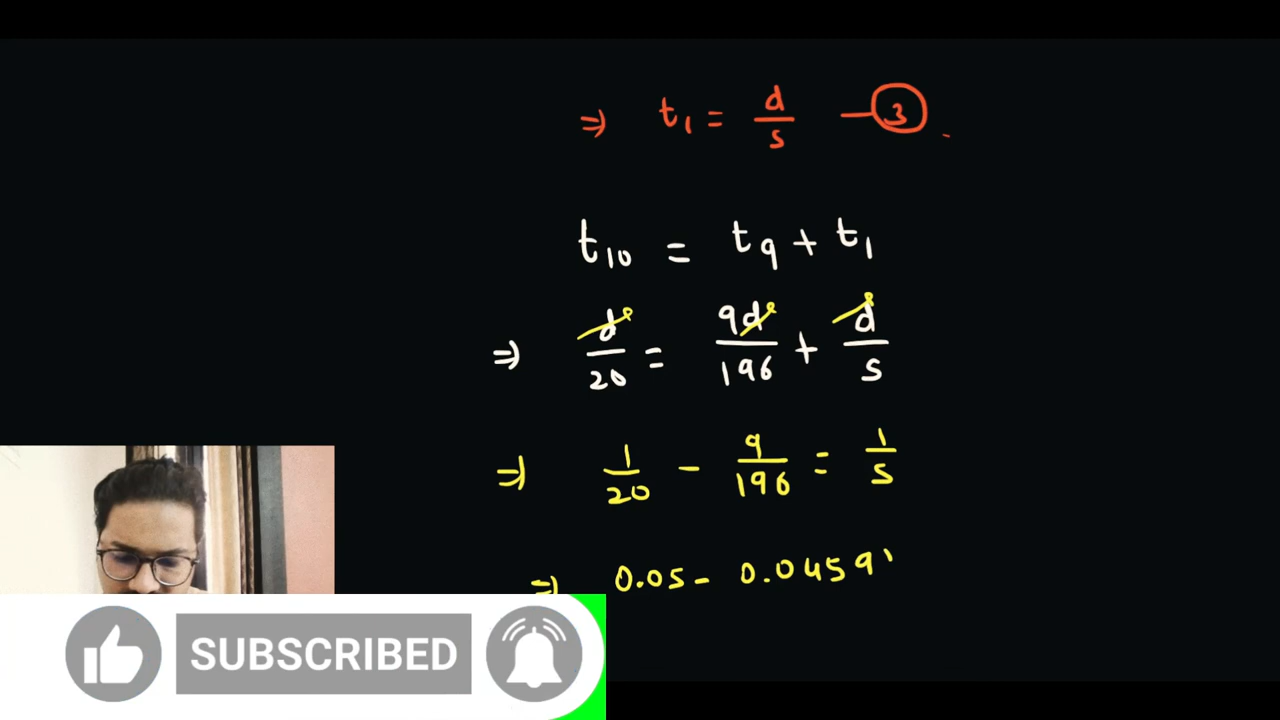 ⇒ t₁ = d/s — ③
t₁₀ = t₉ + t₁
⇒ d/20 = 9d/196 + d/s
⇒ 1/20 - 9/196 = 1/s
⇒ 0.05 - 0.0459
SUBSCRIBED